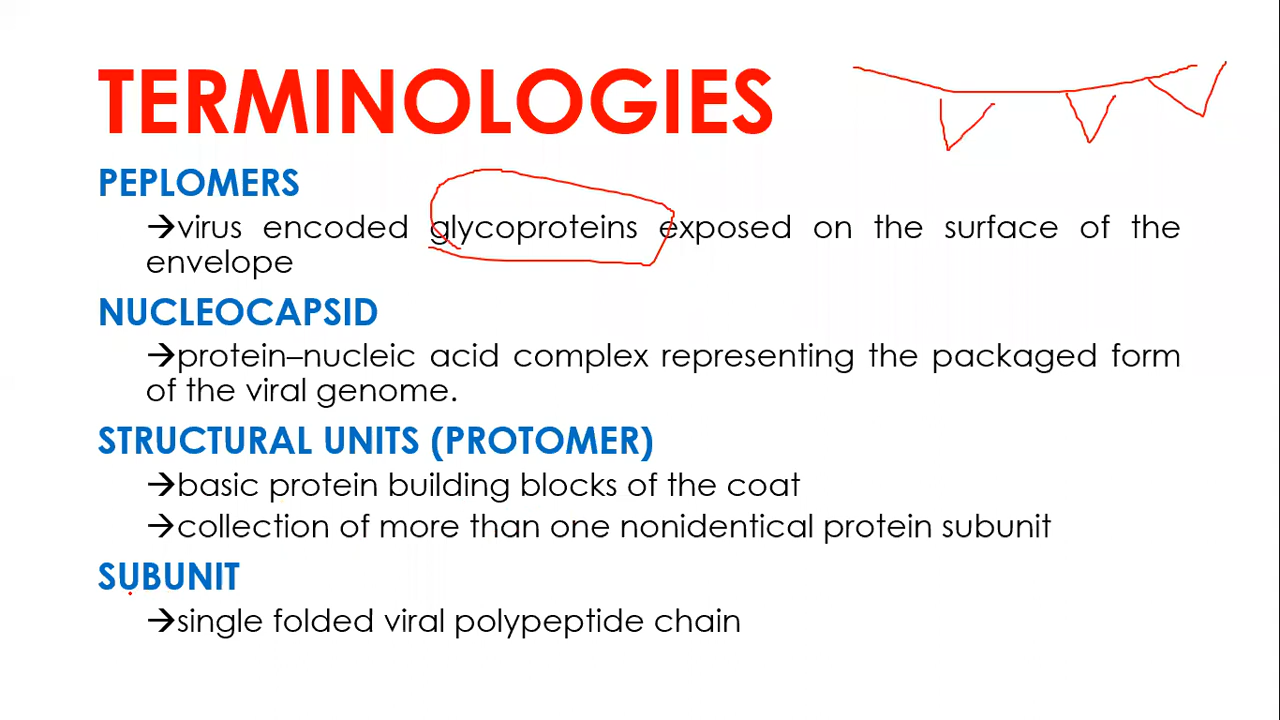 TERMINOLOGIES
PEPLOMERS
→virus encoded glycoproteins exposed on the surface of the
envelope
NUCLEOCAPSID
→protein–nucleic acid complex representing the packaged form
of the viral genome.
STRUCTURAL UNITS (PROTOMER)
→basic protein building blocks of the coat
→collection of more than one nonidentical protein subunit
SUBUNIT
→single folded viral polypeptide chain